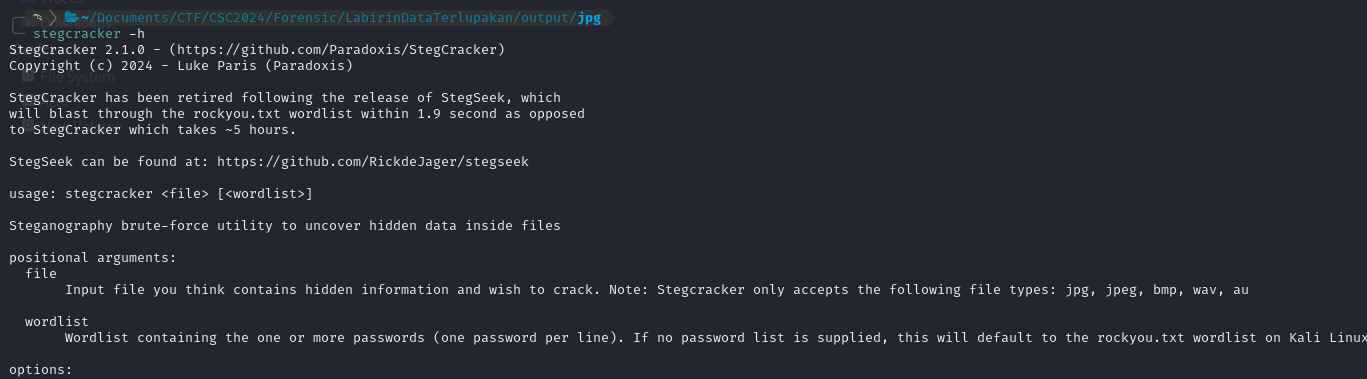 ~/Documents/CTF/CSC2024/Forensic/LabirinDataTerlupakan/output/jpg
stegcracker -h
StegCracker 2.1.0 - (https://github.com/Paradoxis/StegCracker)
Copyright (c) 2024 - Luke Paris (Paradoxis)
File System
StegCracker has been retired following the release of StegSeek, which
will blast through the rockyou.txt wordlist within 1.9 second as opposed
to StegCracker which takes ~5 hours.
StegSeek can be found at: https://github.com/RickdeJager/stegseek
usage: stegcracker <file> [<wordlist>]
Steganography brute-force utility to uncover hidden data inside files
positional arguments:
file
Input file you think contains hidden information and wish to crack. Note: Stegcracker only accepts the following file types: jpg, jpeg, bmp, wav, au
wordlist
Wordlist containing the one or more passwords (one password per line). If no password list is supplied, this will default to the rockyou.txt wordlist on Kali Linux
options: